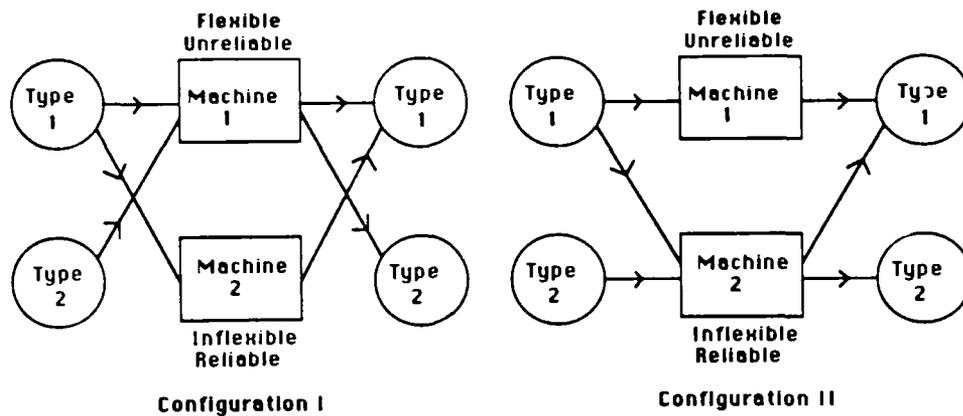 Flexible
Unreliable
Type
1
Machine
1
Type
1
Type
2
Machine
2
Type
2
Inflexible
Reliable
Configuration I
Flexible
Unreliable
Type
1
Machine
1
Type
1
Type
2
Machine
2
Type
2
Inflexible
Reliable
Configuration II